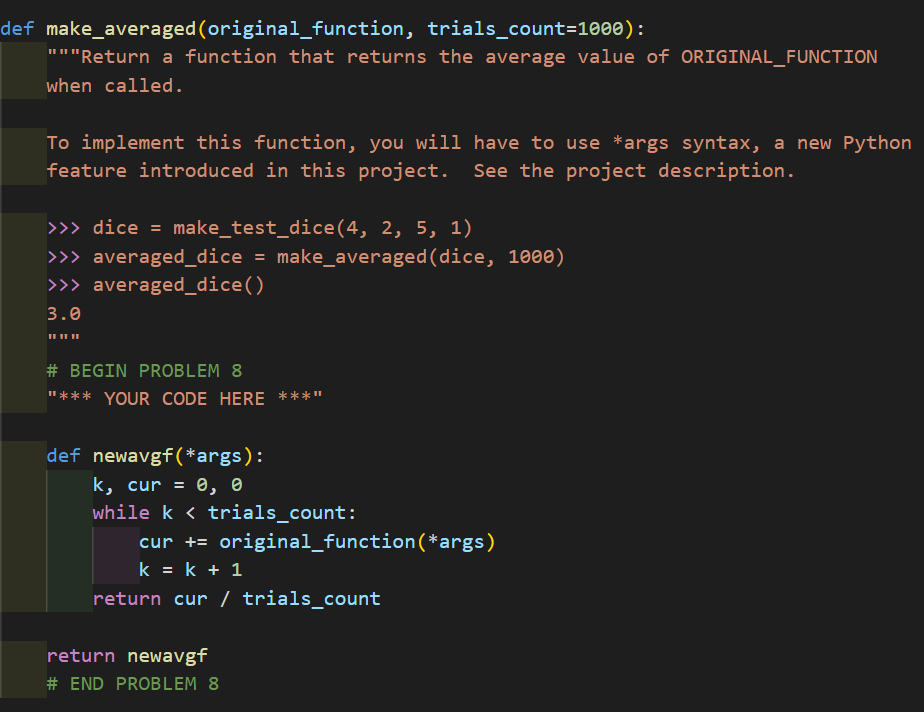 def make_averaged(original_function, trials_count=1000):
    """Return a function that returns the average value of ORIGINAL_FUNCTION
    when called.

    To implement this function, you will have to use *args syntax, a new Python
    feature introduced in this project.  See the project description.

    >>> dice = make_test_dice(4, 2, 5, 1)
    >>> averaged_dice = make_averaged(dice, 1000)
    >>> averaged_dice()
    3.0
    """
    # BEGIN PROBLEM 8
    "*** YOUR CODE HERE ***"

    def newavgf(*args):
        k, cur = 0, 0
        while k < trials_count:
            cur += original_function(*args)
            k = k + 1
        return cur / trials_count

    return newavgf
    # END PROBLEM 8